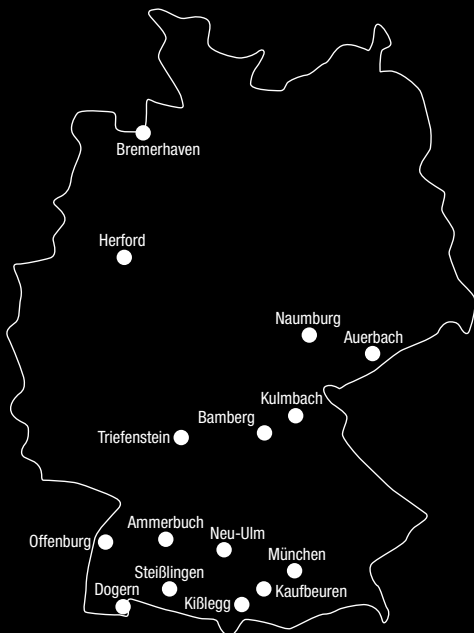 Bremerhaven
Herford
Naumburg
Auerbach
Kulmbach
Bamberg
Triefenstein
Ammerbuch
Offenburg
Neu-Ulm
München
Steißlingen
Kaufbeuren
Dogern
Kißlegg